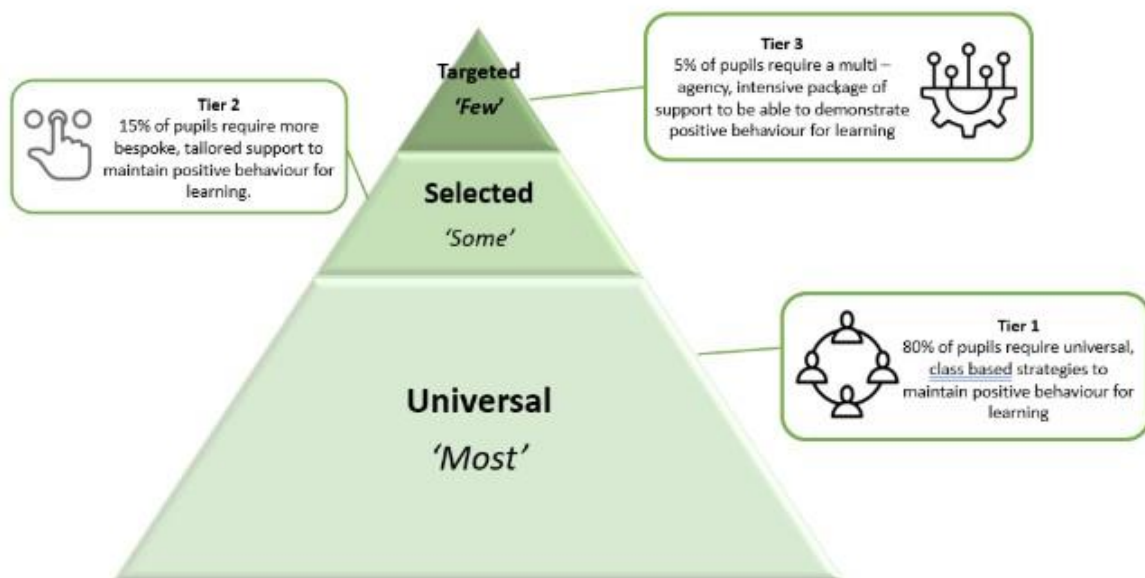 Targeted
'Few'
Tier 3
5% of pupils require a multi –
agency, intensive package of
support to be able to demonstrate
positive behaviour for learning
Tier 2
15% of pupils require more
bespoke, tailored support to
maintain positive behaviour for
learning.
Selected
'Some'
Tier 1
80% of pupils require universal,
class based strategies to
maintain positive behaviour for
learning
Universal
'Most'